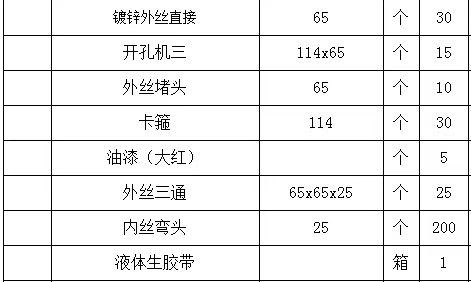 镀锌外丝直接 65 个 30
开孔机三 114x65 个 15
外丝堵头 65 个 10
卡箍 114 个 30
油漆（大红） 个 5
外丝三通 65x65x25 个 25
内丝弯头 25 个 200
液体生胶带 箱 1